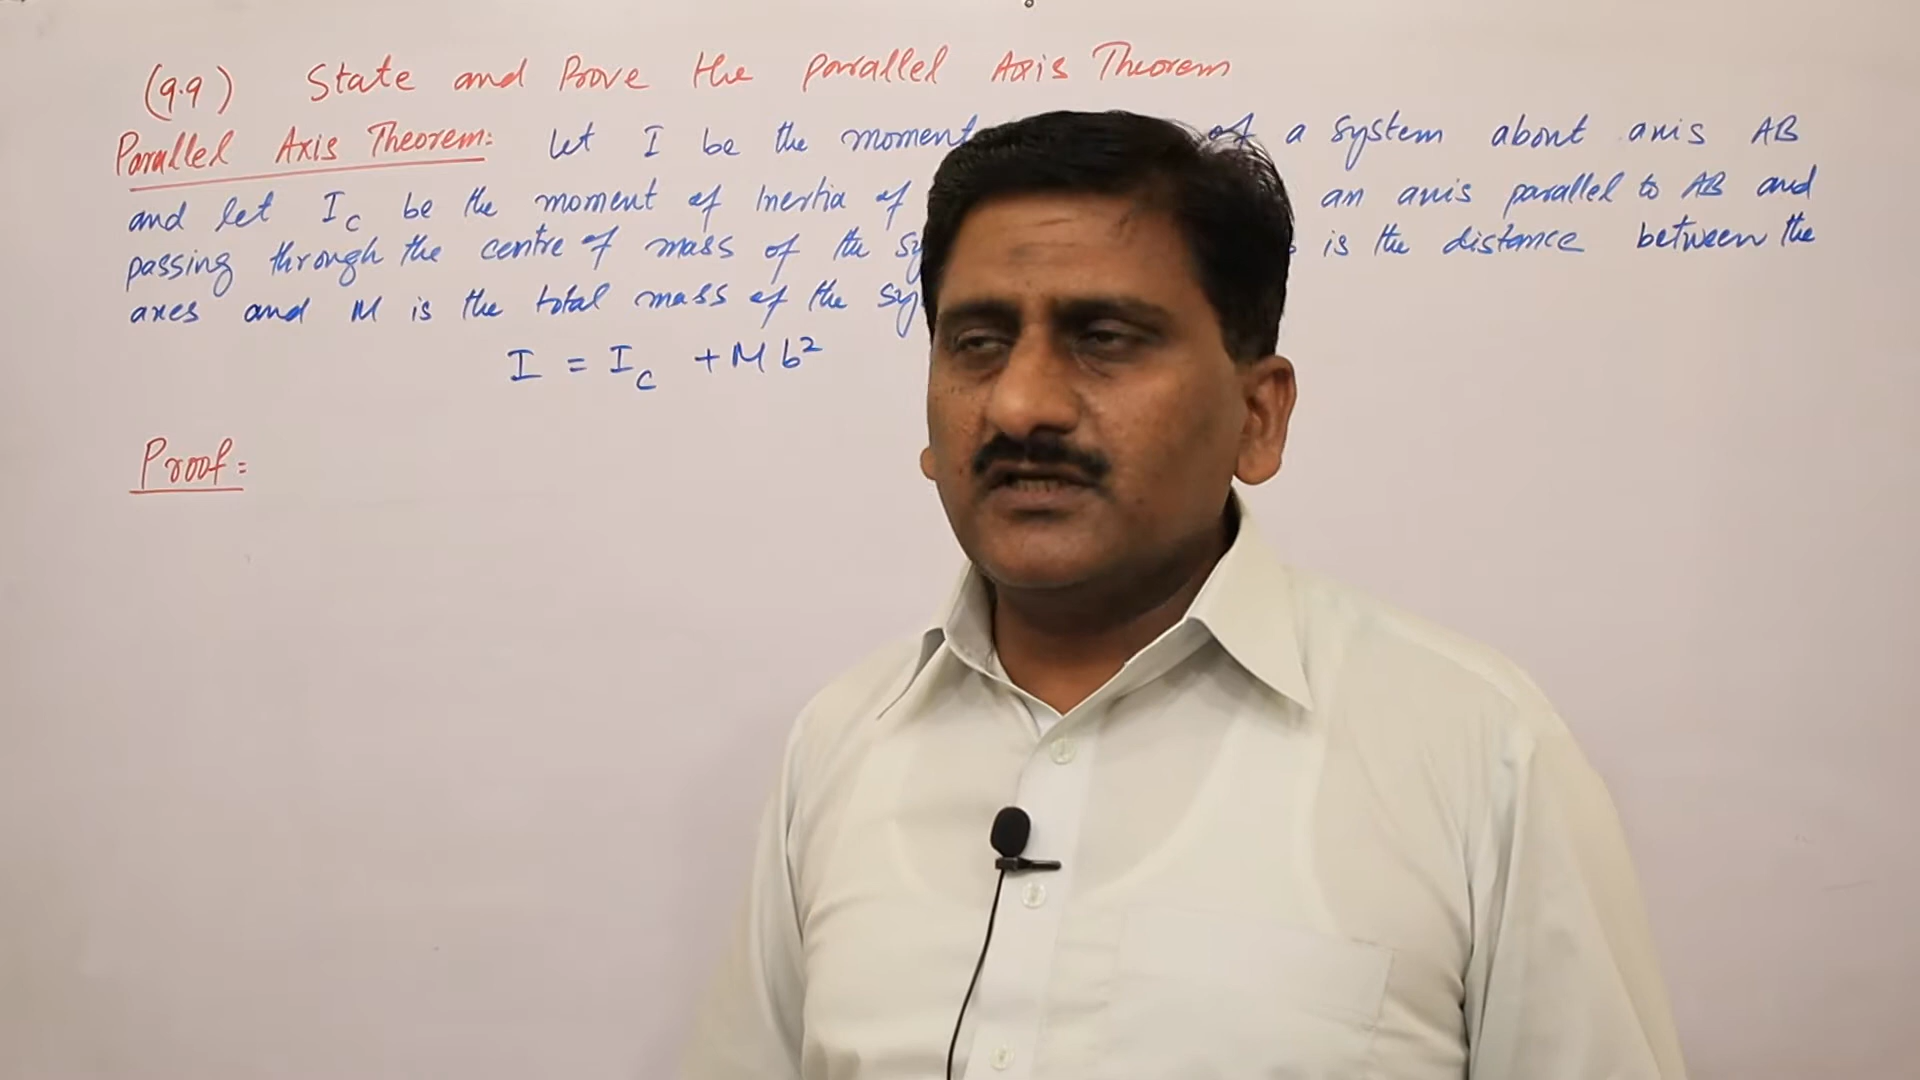 (9.9) State and Prove the parallel Axis Theorem
Parallel Axis Theorem: let I be the moment of a system about axis AB
and let I_C be the moment of Inertia of an axis parallel to AB and
passing through the centre of mass of the is the distance between the
axes and M is the total mass of the
I = I_C + M b²
Proof: